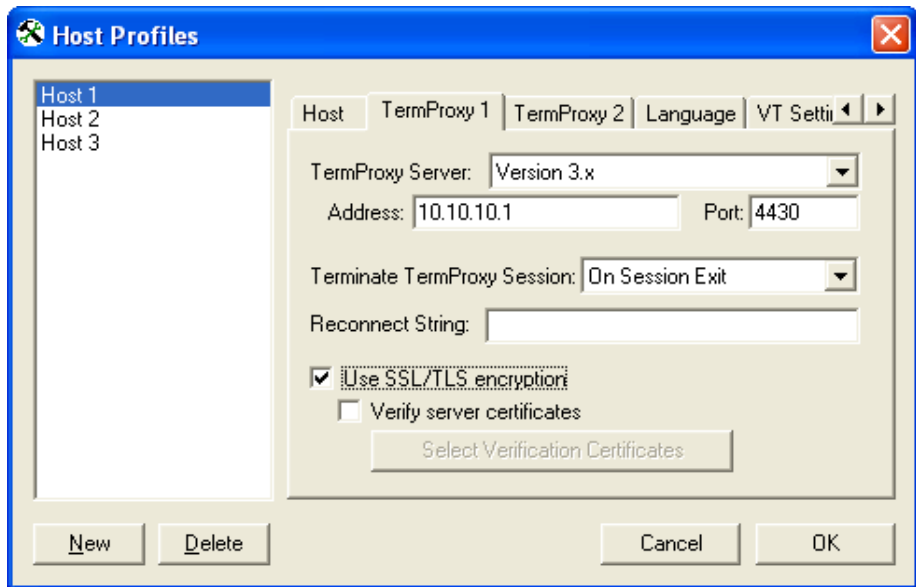 Host Profiles
Host 1
Host 2
Host 3
Host TermProxy 1 TermProxy 2 Language VT Settin
TermProxy Server: Version 3.x
Address: 10.10.10.1 Port: 4430
Terminate TermProxy Session: On Session Exit
Reconnect String:
Use SSL/TLS encryption
Verify server certificates
Select Verification Certificates
New Delete Cancel OK